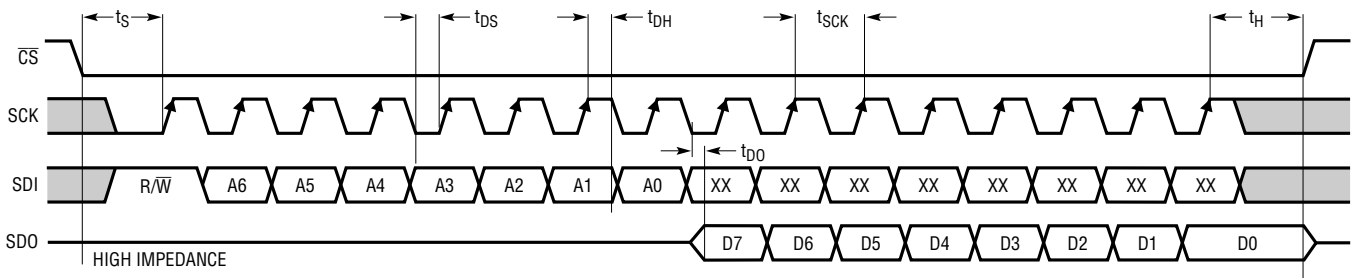 tS tDS tDH tSCK tH
CS
SCK
tDO
SDI R/W A6 A5 A4 A3 A2 A1 A0 XX XX XX XX XX XX XX XX
SDO D7 D6 D5 D4 D3 D2 D1 D0
HIGH IMPEDANCE